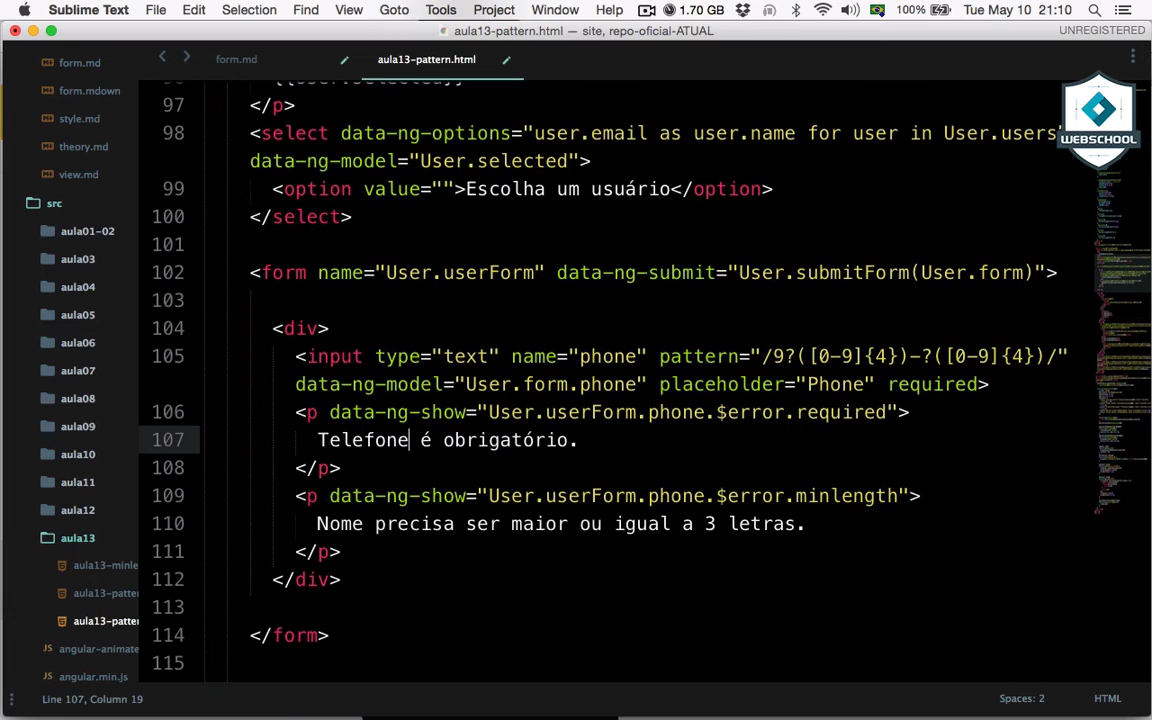 Sublime Text File Edit Selection Find View Goto Tools Project Window Help 1.70 GB 100% Tue May 10 21:10
aula13-pattern.html — site, repo-oficial-ATUAL UNREGISTERED
form.md aula13-pattern.html
form.md
form.mdown
style.md
theory.md
view.md
src
aula01-02
aula03
aula04
aula05
aula06
aula07
aula08
aula09
aula10
aula11
aula12
aula13
aula13-minle
aula13-patter
aula13-patter
angular-animate
angular.min.js
97 </p>
98 <select data-ng-options="user.email as user.name for user in User.users"
data-ng-model="User.selected">
99 <option value="">Escolha um usuário</option>
100 </select>
101
102 <form name="User.userForm" data-ng-submit="User.submitForm(User.form)">
103
104 <div>
105 <input type="text" name="phone" pattern="/9?([0-9]{4})-?([0-9]{4})/"
data-ng-model="User.form.phone" placeholder="Phone" required>
106 <p data-ng-show="User.userForm.phone.$error.required">
107 Telefone é obrigatório.
108 </p>
109 <p data-ng-show="User.userForm.phone.$error.minlength">
110 Nome precisa ser maior ou igual a 3 letras.
111 </p>
112 </div>
113
114 </form>
115
WEBSCHOOL
Line 107, Column 19 Spaces: 2 HTML